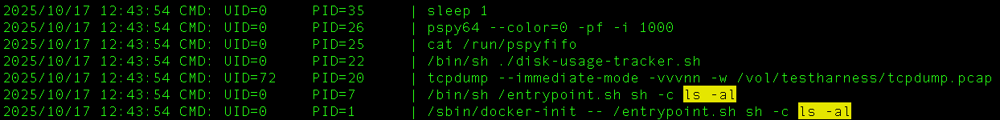 2025/10/17 12:43:54 CMD: UID=0     PID=35     | sleep 1
2025/10/17 12:43:54 CMD: UID=0     PID=26     | pspy64 --color=0 -pf -i 1000
2025/10/17 12:43:54 CMD: UID=0     PID=25     | cat /run/pspyfifo
2025/10/17 12:43:54 CMD: UID=0     PID=22     | /bin/sh ./disk-usage-tracker.sh
2025/10/17 12:43:54 CMD: UID=72    PID=20     | tcpdump --immediate-mode -vvvnn -w /vol/testharness/tcpdump.pcap
2025/10/17 12:43:54 CMD: UID=0     PID=7      | /bin/sh /entrypoint.sh sh -c ls -al
2025/10/17 12:43:54 CMD: UID=0     PID=1      | /sbin/docker-init -- /entrypoint.sh sh -c ls -al